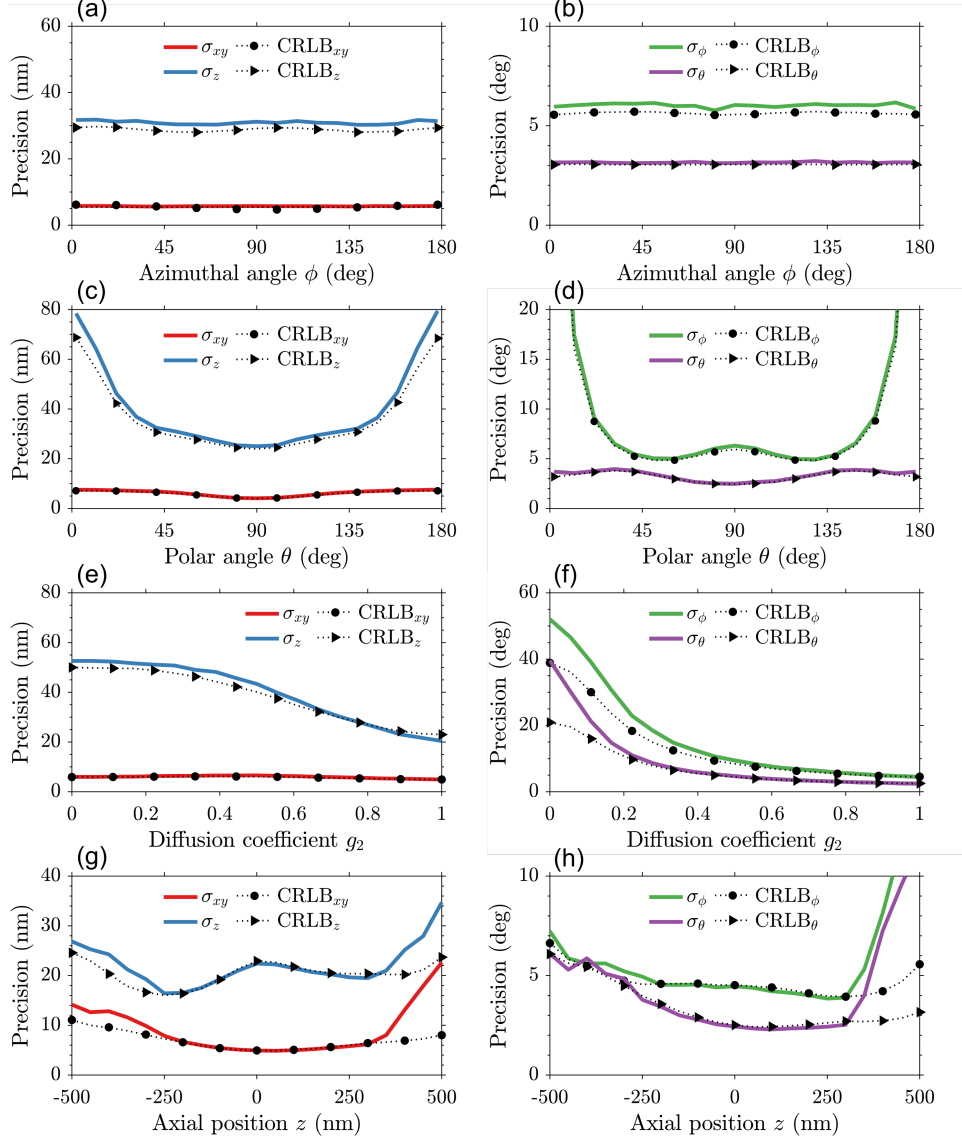 (a)
Precision (nm)
60
40
20
0
σxy CRLBxy
σz CRLBz
0 45 90 135 180
Azimuthal angle ϕ (deg)
(b)
Precision (deg)
10
5
0
σϕ CRLBϕ
σθ CRLBθ
0 45 90 135 180
Azimuthal angle ϕ (deg)
(c)
Precision (nm)
80
60
40
20
0
σxy CRLBxy
σz CRLBz
0 45 90 135 180
Polar angle θ (deg)
(d)
Precision (deg)
20
15
10
5
0
σϕ CRLBϕ
σθ CRLBθ
0 45 90 135 180
Polar angle θ (deg)
(e)
Precision (nm)
80
60
40
20
0
σxy CRLBxy
σz CRLBz
0 0.2 0.4 0.6 0.8 1
Diffusion coefficient g2
(f)
Precision (deg)
60
40
20
0
σϕ CRLBϕ
σθ CRLBθ
0 0.2 0.4 0.6 0.8 1
Diffusion coefficient g2
(g)
Precision (nm)
40
30
20
10
0
σxy CRLBxy
σz CRLBz
-500 -250 0 250 500
Axial position z (nm)
(h)
Precision (deg)
10
5
0
σϕ CRLBϕ
σθ CRLBθ
-500 -250 0 250 500
Axial position z (nm)